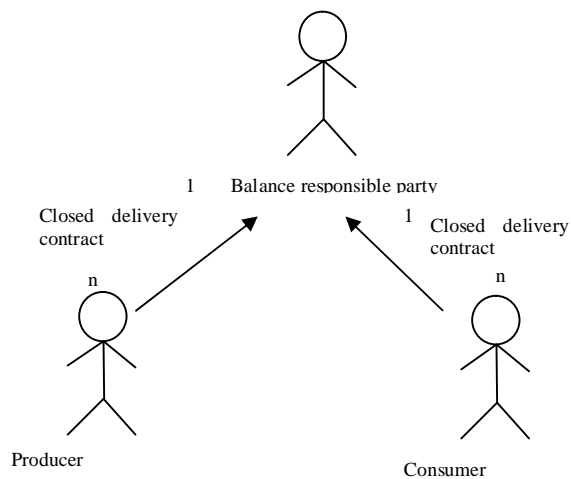 1 Balance responsible party
Closed delivery
contract
1
Closed delivery
contract
n
n
Producer
Consumer